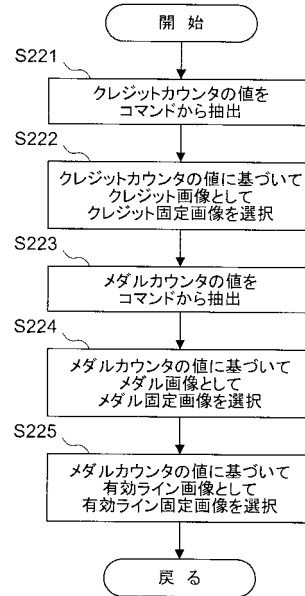 開 始
S221
クレジットカウンタの値を
コマンドから抽出
S222
クレジットカウンタの値に基づいて
クレジット画像として
クレジット固定画像を選択
S223
メダルカウンタの値を
コマンドから抽出
S224
メダルカウンタの値に基づいて
メダル画像として
メダル固定画像を選択
S225
メダルカウンタの値に基づいて
有効ライン画像として
有効ライン固定画像を選択
戻 る